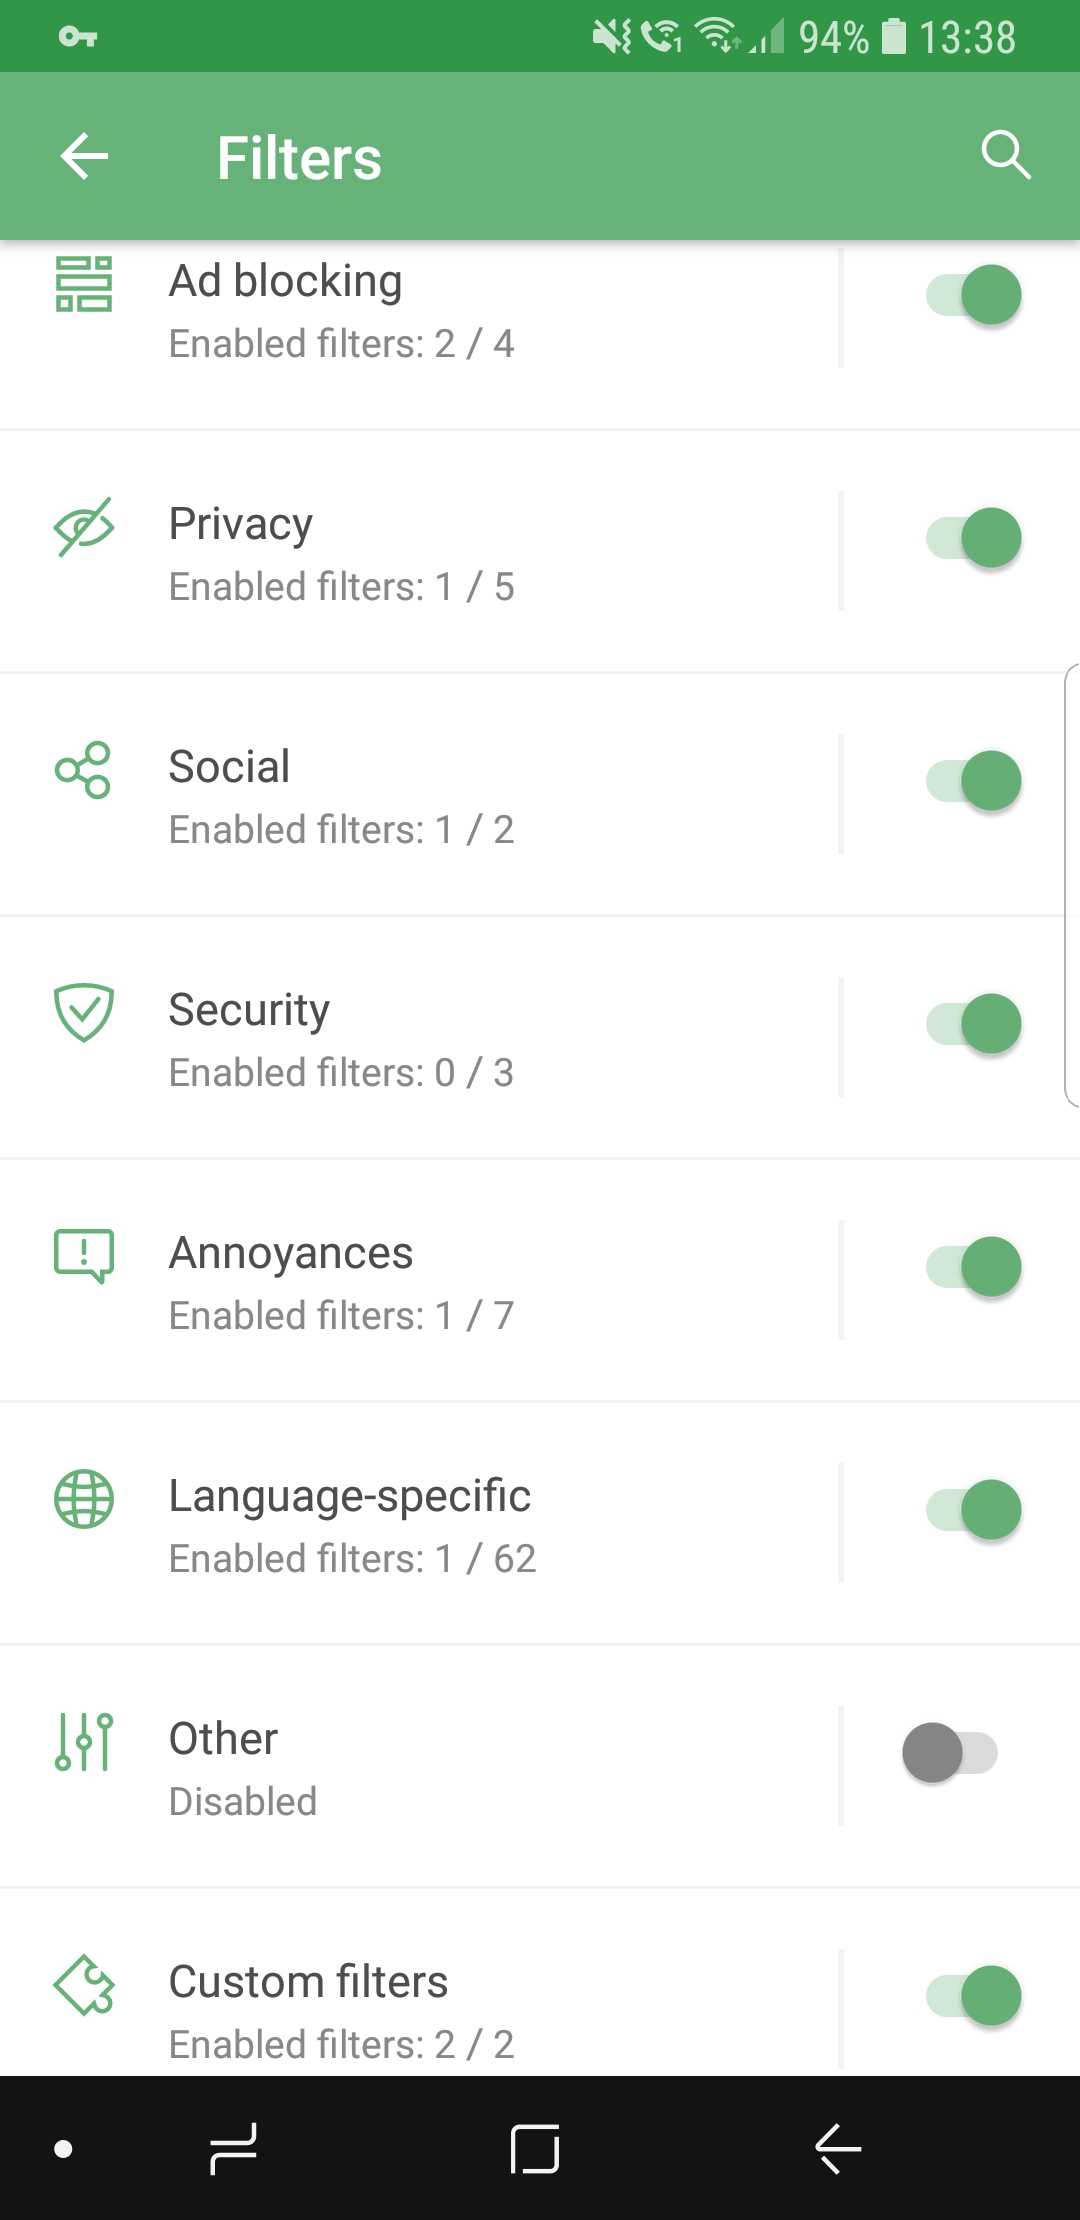 94% 13:38
Filters
Ad blocking
Enabled filters: 2 / 4
Privacy
Enabled filters: 1 / 5
Social
Enabled filters: 1 / 2
Security
Enabled filters: 0 / 3
Annoyances
Enabled filters: 1 / 7
Language-specific
Enabled filters: 1 / 62
Other
Disabled
Custom filters
Enabled filters: 2 / 2